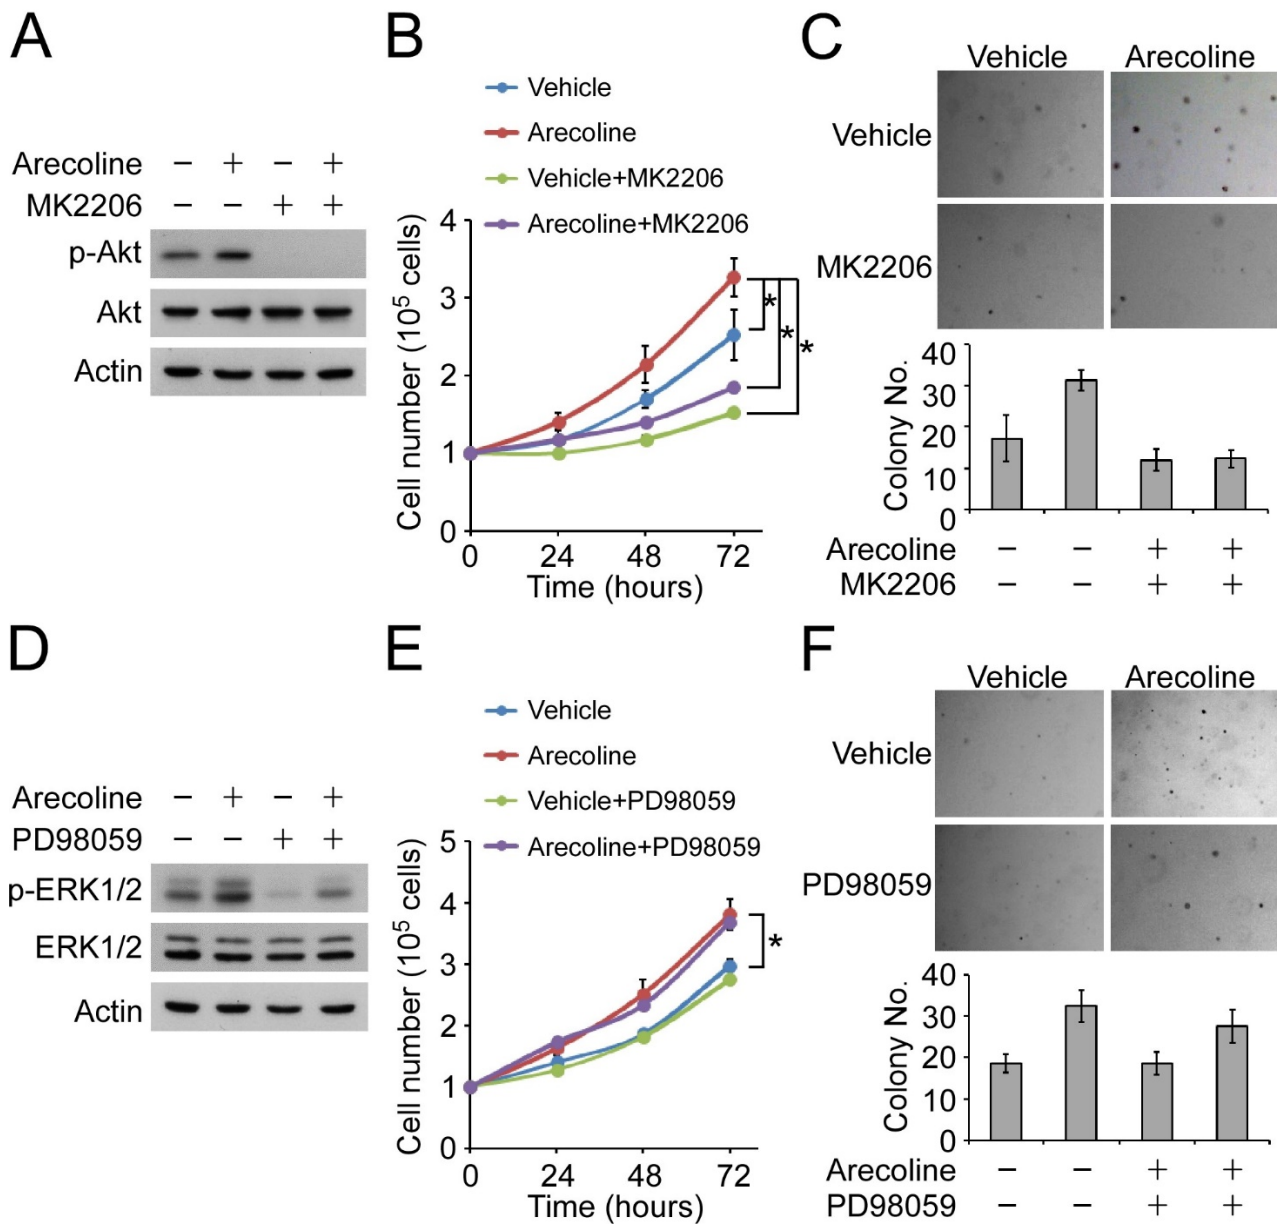 A
Arecoline − + − +
MK2206 − − + +
p-Akt
Akt
Actin
B
Vehicle
Arecoline
Vehicle+MK2206
Arecoline+MK2206
Cell number (10⁵ cells)
4
3
2
1
0
0 24 48 72
Time (hours)
*
*
*
C
Vehicle Arecoline
Vehicle
MK2206
Colony No.
40
30
20
10
0
Arecoline − − + +
MK2206 − − + +
D
Arecoline − + − +
PD98059 − − + +
p-ERK1/2
ERK1/2
Actin
E
Vehicle
Arecoline
Vehicle+PD98059
Arecoline+PD98059
Cell number (10⁵ cells)
5
4
3
2
1
0
0 24 48 72
Time (hours)
*
F
Vehicle Arecoline
Vehicle
PD98059
Colony No.
40
30
20
10
0
Arecoline − − + +
PD98059 − − + +